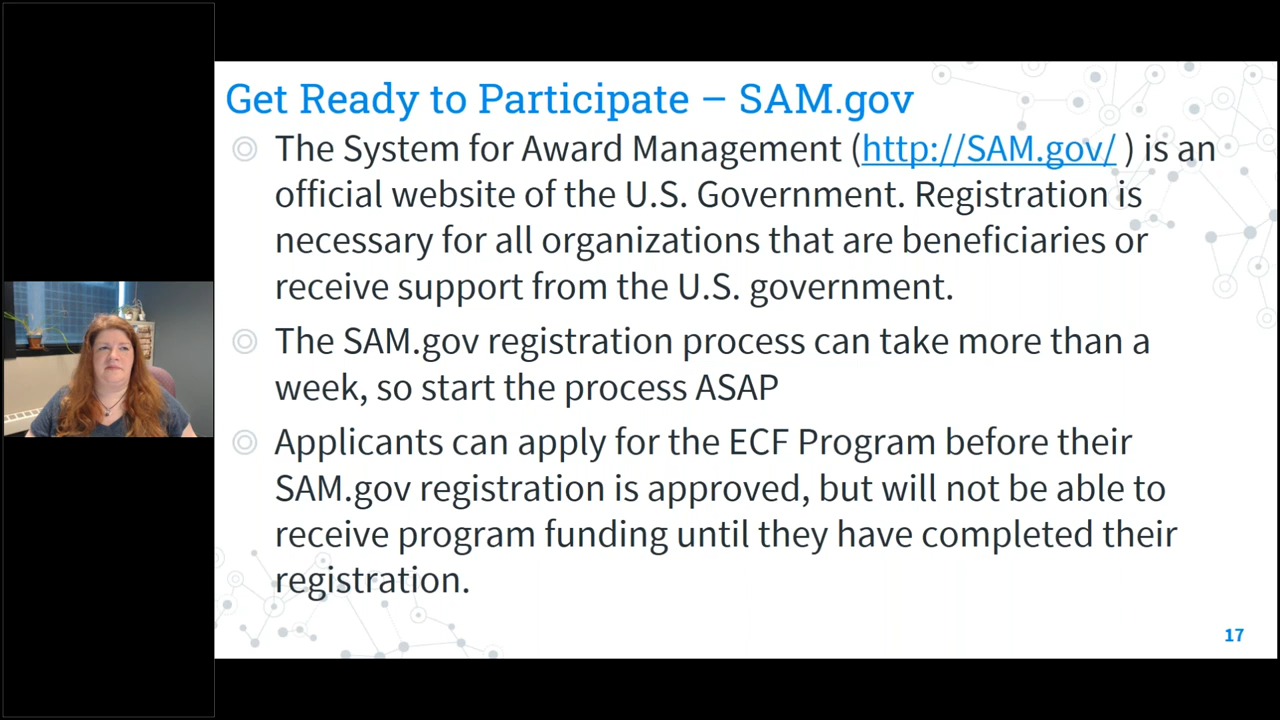 Get Ready to Participate – SAM.gov
The System for Award Management (http://SAM.gov/ ) is an
official website of the U.S. Government. Registration is
necessary for all organizations that are beneficiaries or
receive support from the U.S. government.
The SAM.gov registration process can take more than a
week, so start the process ASAP
Applicants can apply for the ECF Program before their
SAM.gov registration is approved, but will not be able to
receive program funding until they have completed their
registration.
17